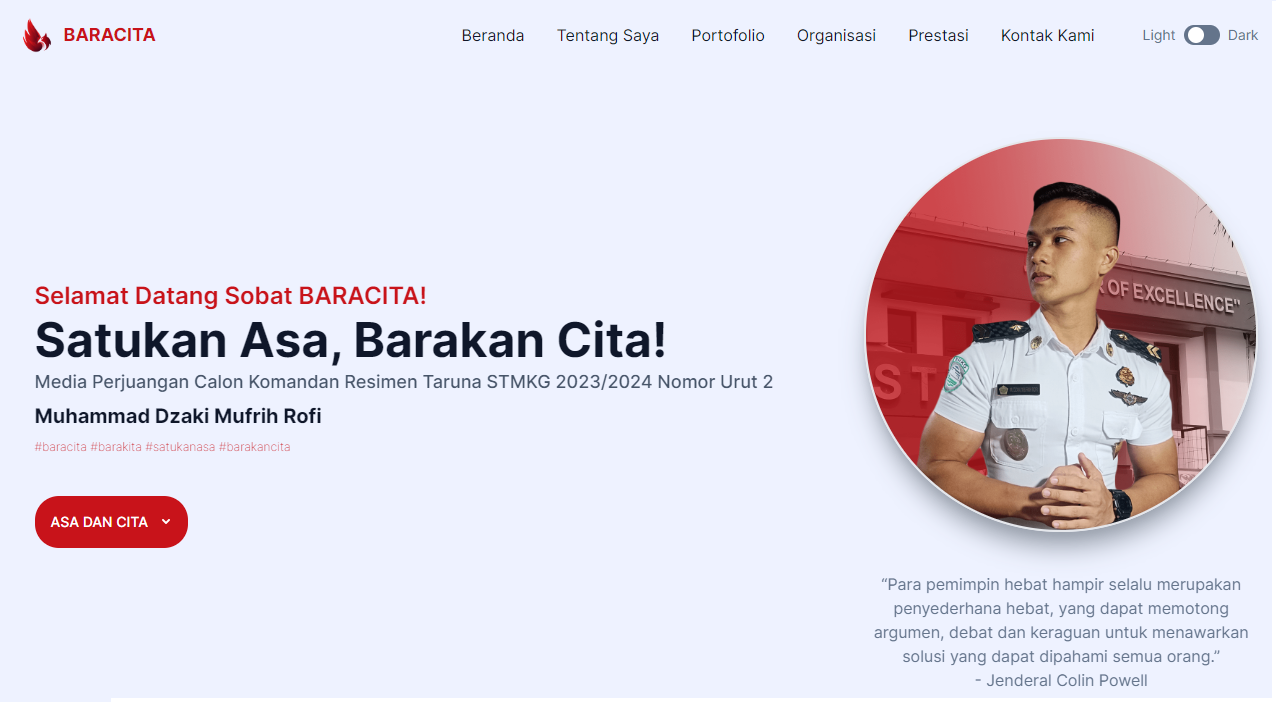 BARACITA
Beranda Tentang Saya Portofolio Organisasi Prestasi Kontak Kami Light Dark
Selamat Datang Sobat BARACITA!
Satukan Asa, Barakan Cita!
Media Perjuangan Calon Komandan Resimen Taruna STMKG 2023/2024 Nomor Urut 2
Muhammad Dzaki Mufrih Rofi
#baracita #barakita #satukanasa #barakancita
ASA DAN CITA
OF EXCELLENCE"
ST
“Para pemimpin hebat hampir selalu merupakan
penyederhana hebat, yang dapat memotong
argumen, debat dan keraguan untuk menawarkan
solusi yang dapat dipahami semua orang.”
- Jenderal Colin Powell